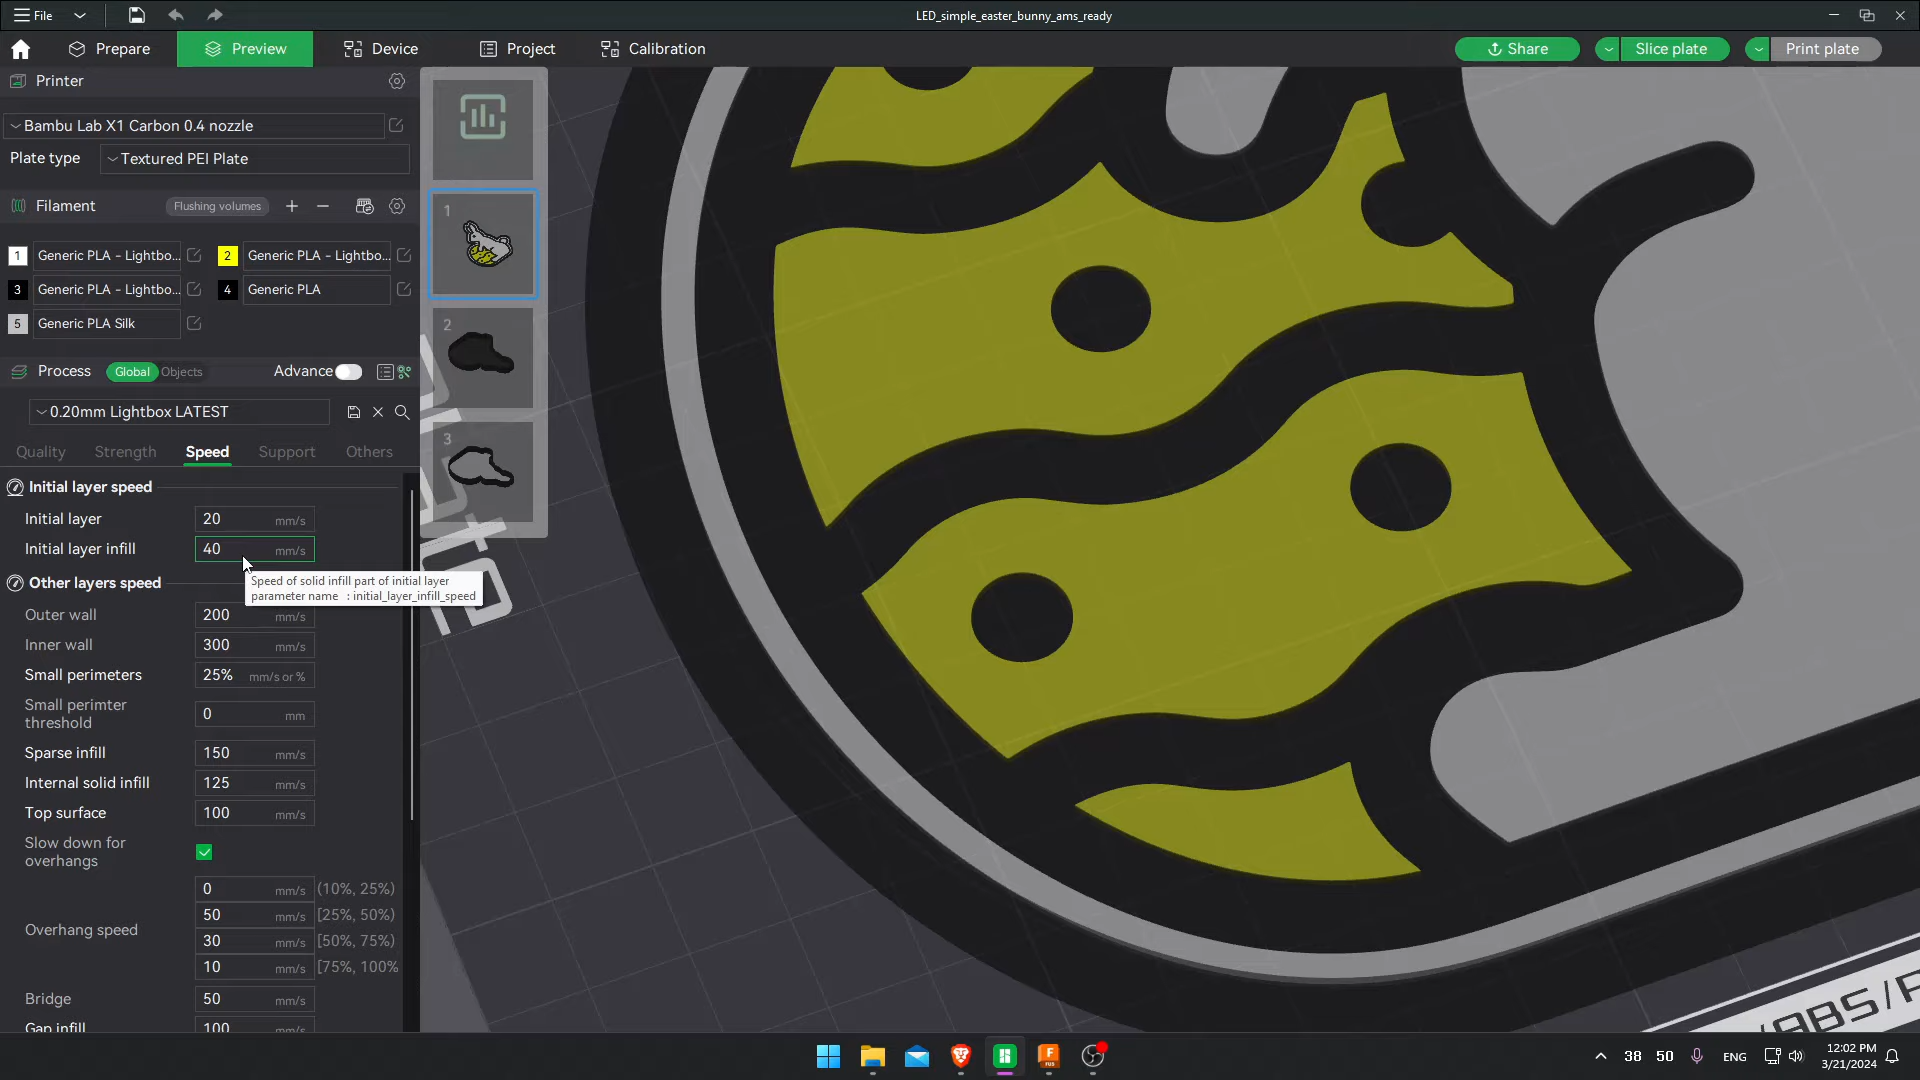 File
LED_simple_easter_bunny_ams_ready
Prepare
Preview
Device
Project
Calibration
Share
Slice plate
Print plate
Printer
Bambu Lab X1 Carbon 0.4 nozzle
Plate type
Textured PEI Plate
Filament
Flushing volumes
1 Generic PLA - Lightbo...
2 Generic PLA - Lightbo...
3 Generic PLA - Lightbo...
4 Generic PLA
5 Generic PLA Silk
Process
Global
Objects
Advance
0.20mm Lightbox LATEST
Quality
Strength
Speed
Support
Others
Initial layer speed
Initial layer 20 mm/s
Initial layer infill 40 mm/s
Other layers speed
Speed of solid infill part of initial layer
parameter name : initial_layer_infill_speed
Outer wall 200 mm/s
Inner wall 300 mm/s
Small perimeters 25% mm/s or %
Small perimter
threshold
0 mm
Sparse infill 150 mm/s
Internal solid infill 125 mm/s
Top surface 100 mm/s
Slow down for
overhangs
Overhang speed
0 mm/s (10%, 25%)
50 mm/s [25%, 50%)
30 mm/s [50%, 75%)
10 mm/s [75%, 100%
Bridge 50 mm/s
Gap infill 100 mm/s
1
2
3
/ABS/P
38 50
ENG
12:02 PM
3/21/2024